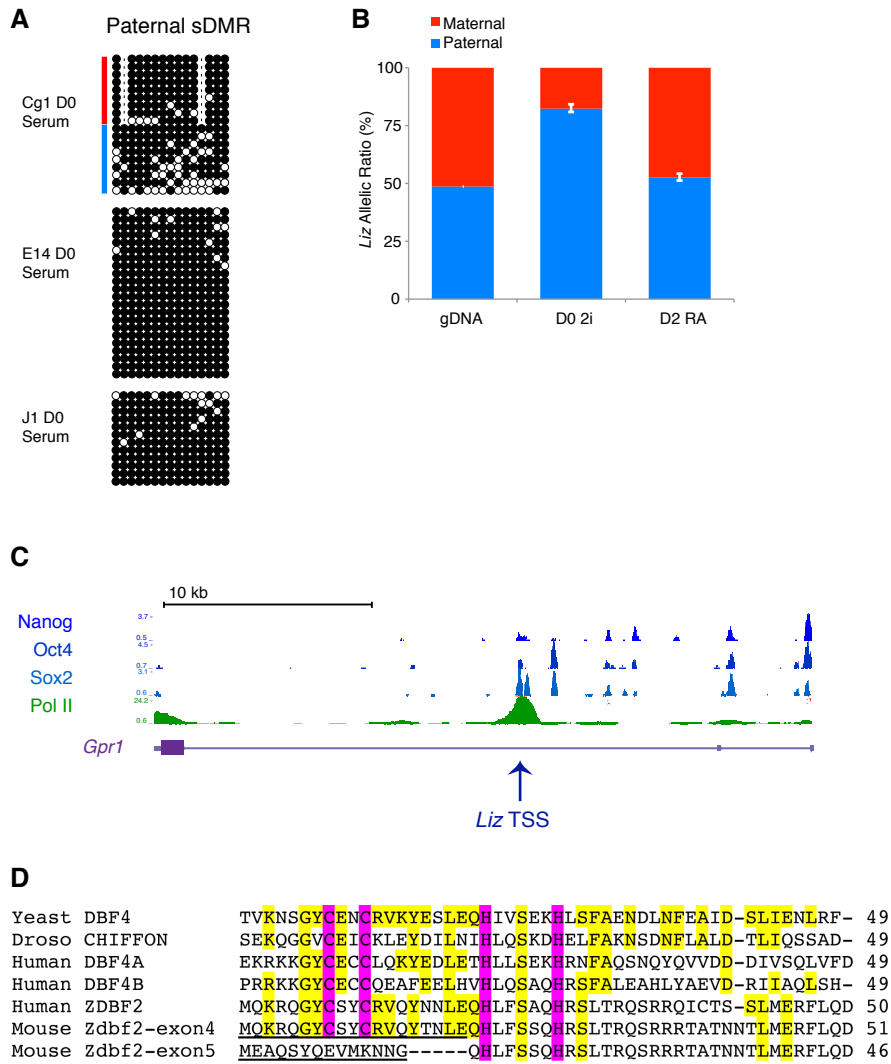 A
Paternal sDMR
Cg1 D0
Serum
E14 D0
Serum
J1 D0
Serum
B
Maternal
Paternal
Liz Allelic Ratio (%)
100
75
50
25
0
gDNA
D0 2i
D2 RA
C
10 kb
Nanog
3.7
0.5
Oct4
4.5
0.7
Sox2
3.1
0.6
Pol II
24.2
0.6
Gpr1
Liz TSS
D
Yeast DBF4 TVKNSGYCENCRVKYESLEQHIVSEKHLSFAENDLNFEAID-SLIENLRF- 49
Droso CHIFFON SEKQGGVCEICKLEYDILNIHLQSKDHELFAKNSDNFLALD-TLIQSSAD- 49
Human DBF4A EKRKKGYCECCLQKYEDLETHLLSEKHRNFAQSNQYQVVDD-DIVSQLVFD 49
Human DBF4B PRRKKGYCECCQEAFEELHVHLQSAQHRSFALEAHLYAEVD-RIIAQLSH- 49
Human ZDBF2 MQKRQGYCSYCRVQYNNLEQHLFSAQHRSLTRQSRRQICTS-SLMERFLQD 50
Mouse Zdbf2-exon4 MQKRQGYCSYCRVQYTNLEQHLFSSQHRSLTRQSRRTATNNTLMERFLQD 51
Mouse Zdbf2-exon5 MEAQSYQEVMKNNG-----QHLFSSQHRSLTRQSRRTATNNTLMERFLQD 46